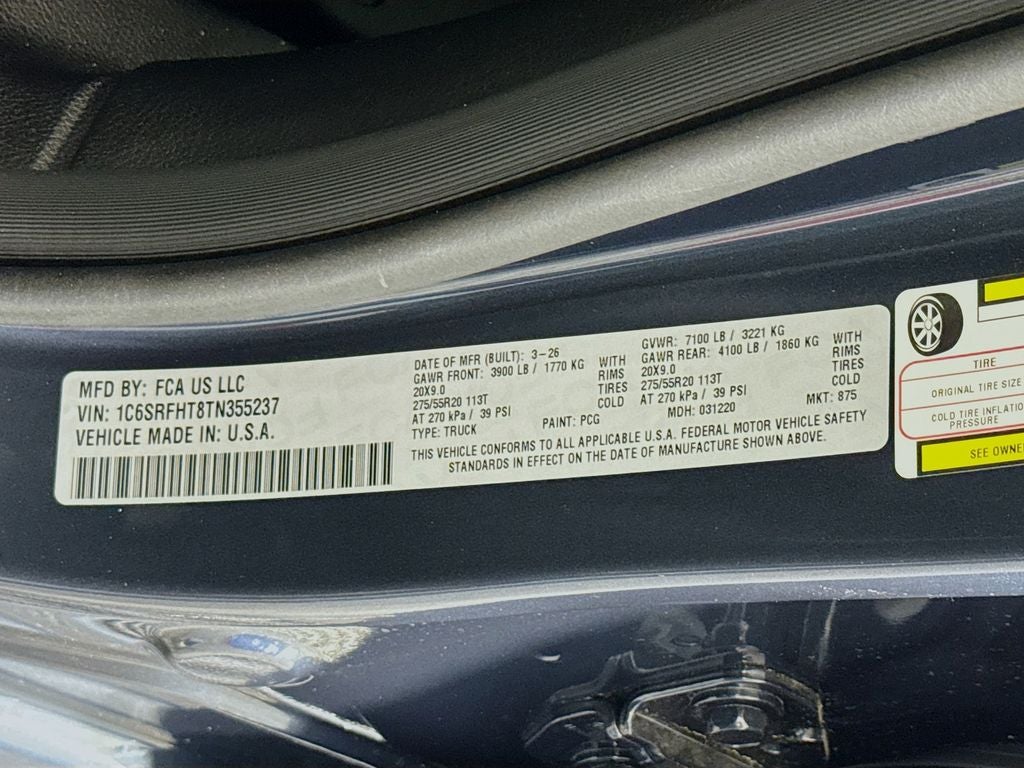 MFD BY: FCA US LLC
VIN: 1C6SRFHT8TN355237
VEHICLE MADE IN: U.S.A.
DATE OF MFR (BUILT): 3-26
GAWR FRONT: 3900 LB / 1770 KG WITH
20X9.0 RIMS
275/55R20 113T TIRES
AT 270 kPa / 39 PSI COLD
TYPE: TRUCK PAINT: PCG
GVWR: 7100 LB / 3221 KG
GAWR REAR: 4100 LB / 1860 KG WITH
20X9.0 RIMS
275/55R20 113T TIRES
AT 270 kPa / 39 PSI COLD
MDH: 031220 MKT: 875
THIS VEHICLE CONFORMS TO ALL APPLICABLE U.S.A. FEDERAL MOTOR VEHICLE SAFETY
STANDARDS IN EFFECT ON THE DATE OF MANUFACTURE SHOWN ABOVE.
TIRE
ORIGINAL TIRE SIZE
COLD TIRE INFLATIO
PRESSURE
SEE OWNE